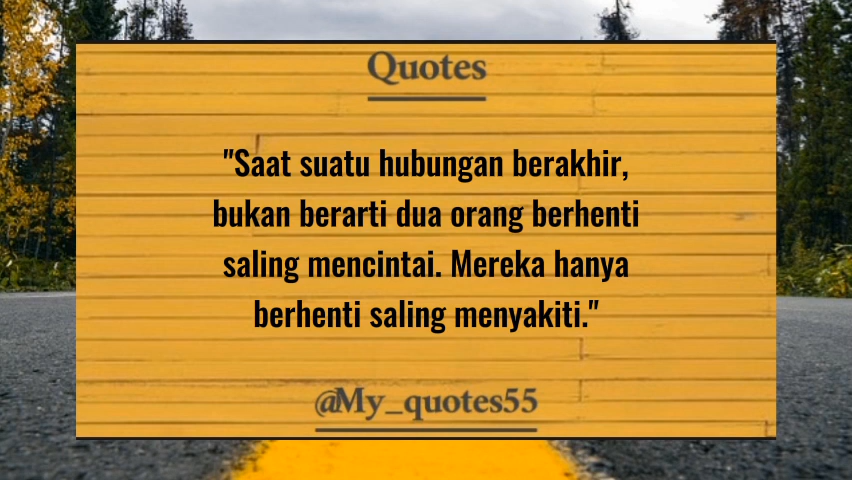 Quotes
"Saat suatu hubungan berakhir,
bukan berarti dua orang berhenti
saling mencintai. Mereka hanya
berhenti saling menyakiti."
@My_quotes55